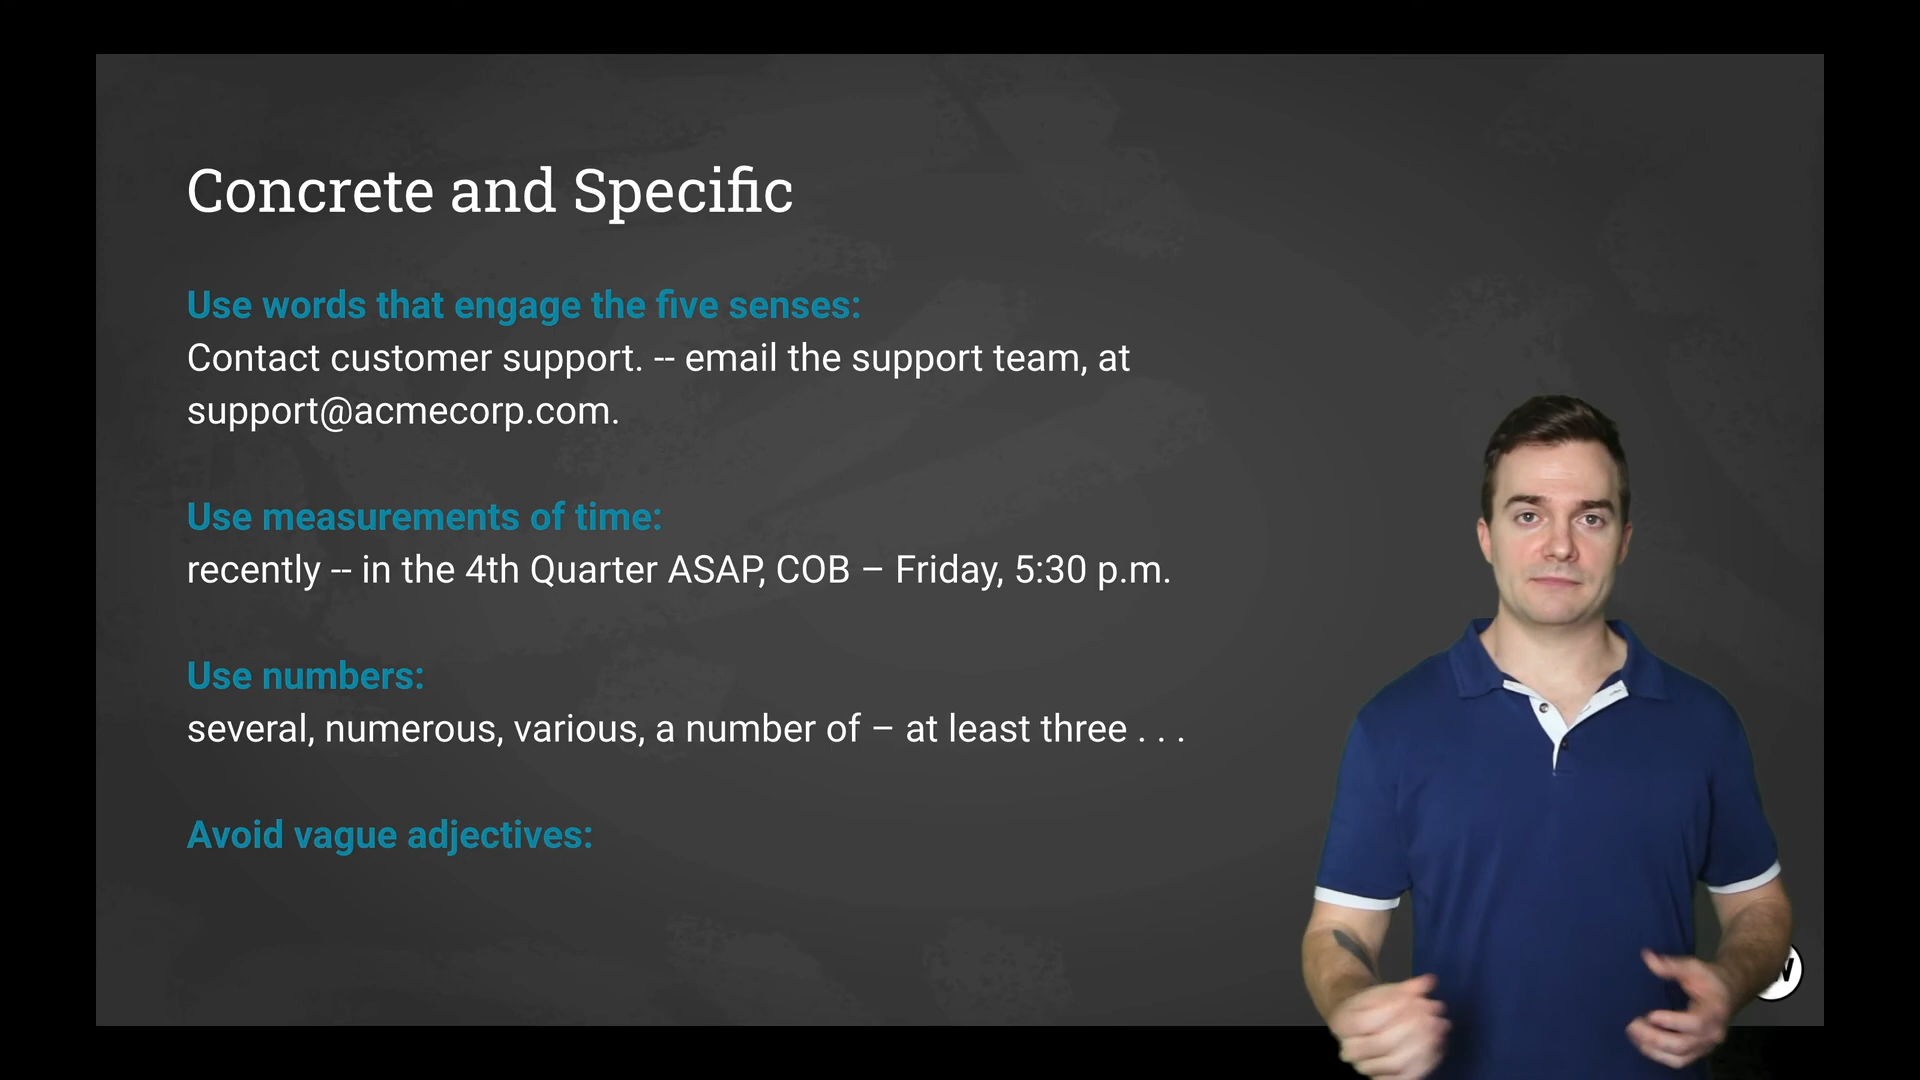 Concrete and Specific
Use words that engage the five senses:
Contact customer support. -- email the support team, at
support@acmecorp.com.
Use measurements of time:
recently -- in the 4th Quarter ASAP, COB – Friday, 5:30 p.m.
Use numbers:
several, numerous, various, a number of – at least three . . .
Avoid vague adjectives: